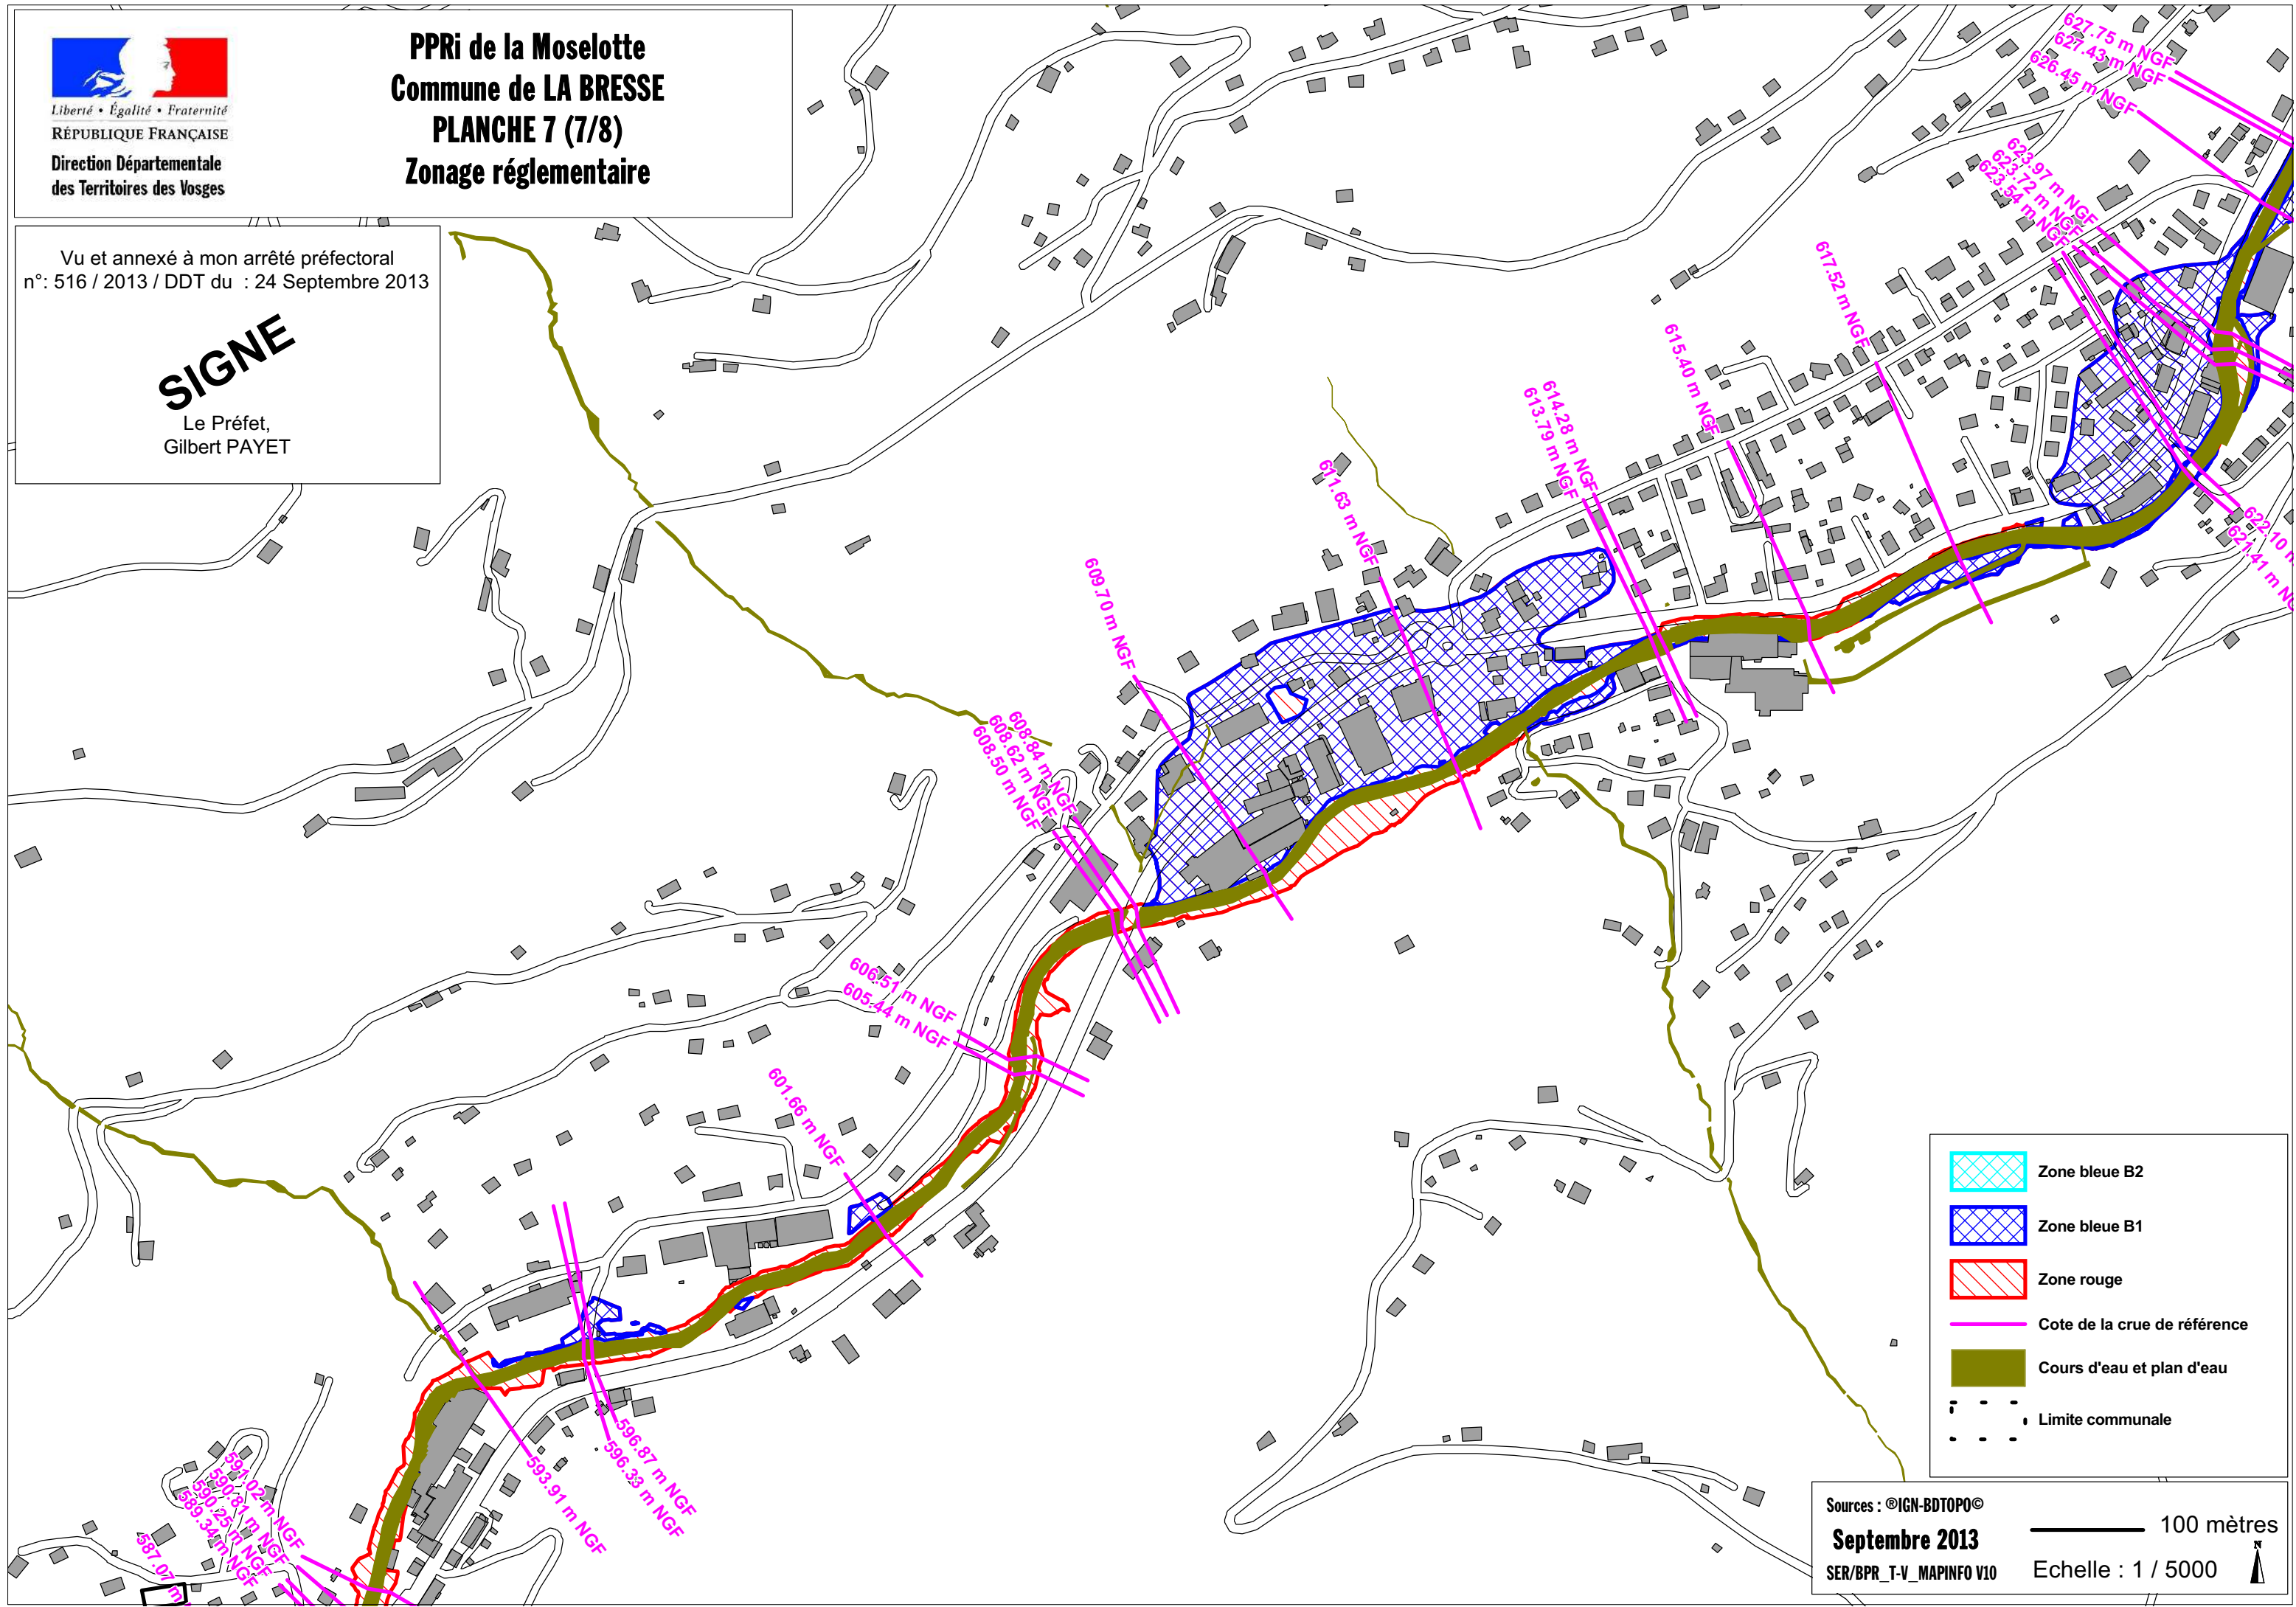 Liberté • Égalité • Fraternité
RÉPUBLIQUE FRANÇAISE
Direction Départementale
des Territoires des Vosges
PPRi de la Moselotte
Commune de LA BRESSE
PLANCHE 7 (7/8)
Zonage réglementaire
Vu et annexé à mon arrêté préfectoral
n°: 516 / 2013 / DDT du : 24 Septembre 2013
SIGNE
Le Préfet,
Gilbert PAYET
627.75 m NGF
627.43 m NGF
626.45 m NGF
623.97 m NGF
623.72 m NGF
623.54 m NGF
622.10 m
621.41 m NG
617.52 m NGF
615.40 m NGF
614.28 m NGF
613.79 m NGF
611.63 m NGF
609.70 m NGF
608.84 m NGF
608.62 m NGF
608.50 m NGF
606.51 m NGF
605.44 m NGF
601.66 m NGF
596.87 m NGF
596.33 m NGF
593.91 m NGF
591.02 m NGF
590.81 m NGF
590.25 m NGF
589.34 m NGF
587.07 m
Zone bleue B2
Zone bleue B1
Zone rouge
Cote de la crue de référence
Cours d'eau et plan d'eau
Limite communale
Sources : ®IGN-BDTOPO©
Septembre 2013
SER/BPR_T-V_MAPINFO V10
100 mètres
Echelle : 1 / 5000
N